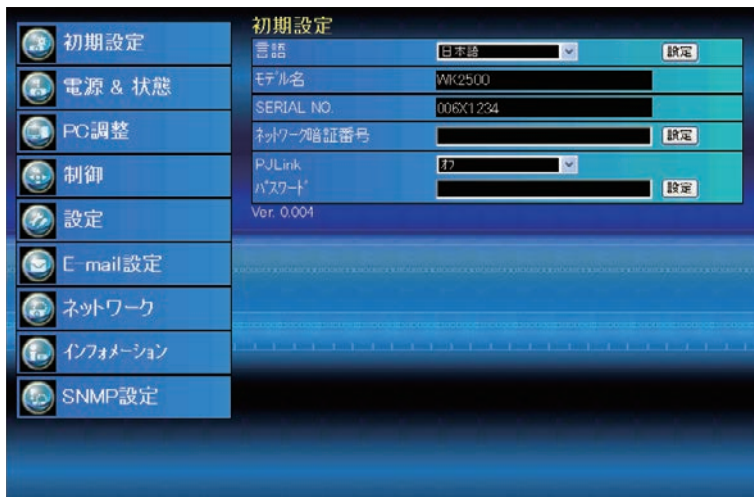 初期設定
電源 & 状態
PC調整
制御
設定
E-mail設定
ネットワーク
インフォメーション
SNMP設定
初期設定
言語 日本語 設定
モデル名 WK2500
SERIAL NO. 006X1234
ネットワーク暗証番号 設定
PJLink オフ
パスワード 設定
Ver. 0.004